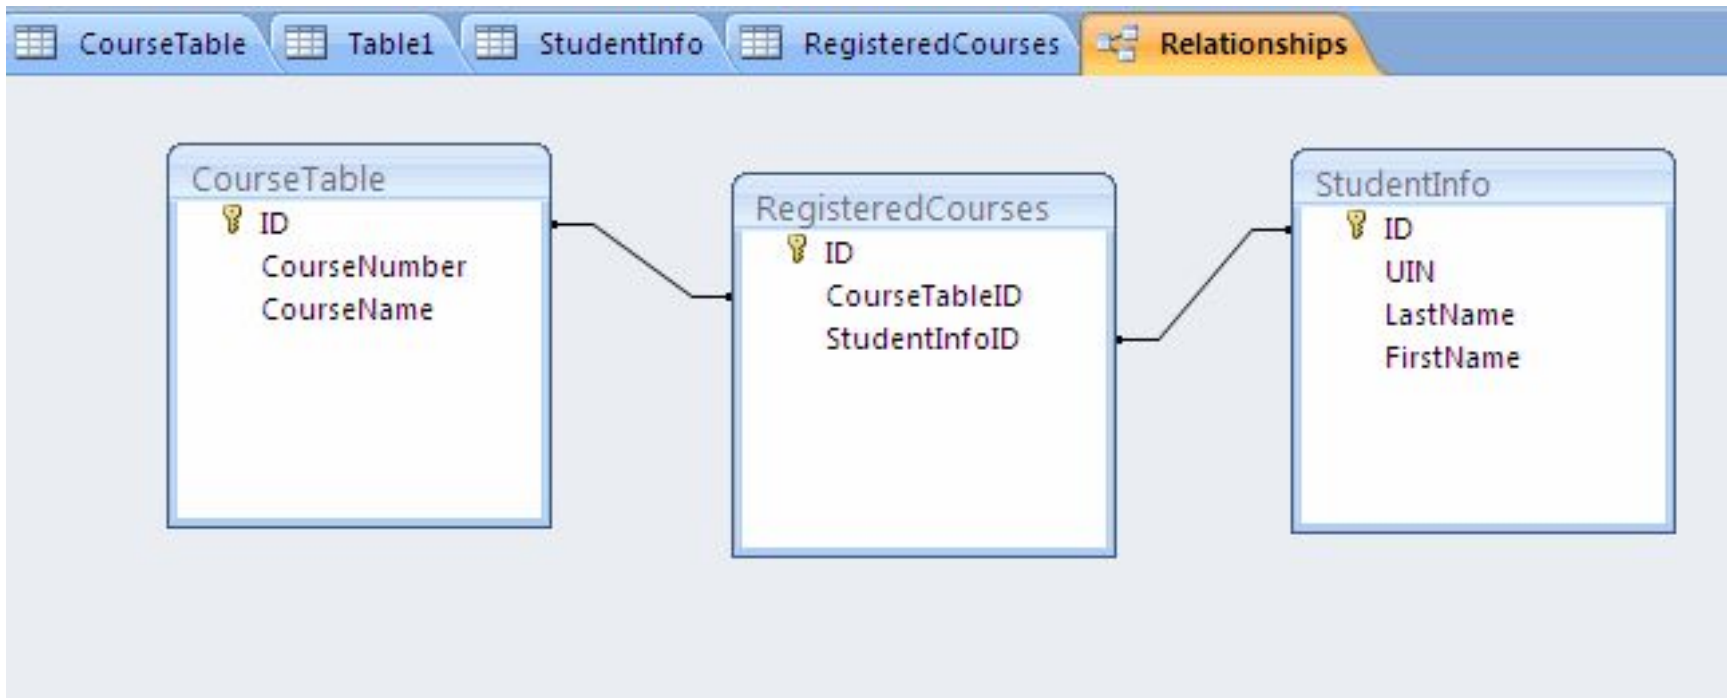 CourseTable
Table1
StudentInfo
RegisteredCourses
Relationships
CourseTable
ID
CourseNumber
CourseName
RegisteredCourses
ID
CourseTableID
StudentInfoID
StudentInfo
ID
UIN
LastName
FirstName